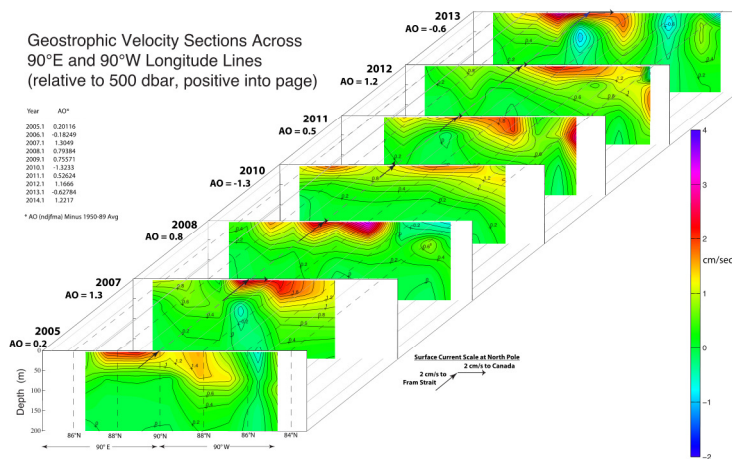 Geostrophic Velocity Sections Across
90°E and 90°W Longitude Lines
(relative to 500 dbar, positive into page)
Year AO*
2005.1 0.20116
2006.1 -0.18249
2007.1 1.3049
2008.1 0.79384
2009.1 0.75571
2010.1 -1.3233
2011.1 0.52624
2012.1 1.1666
2013.1 -0.62784
2014.1 1.2217
* AO (ndjfma) Minus 1950-89 Avg
2013
AO = -0.6
2012
AO = 1.2
2011
AO = 0.5
2010
AO = -1.3
2008
AO = 0.8
2007
AO = 1.3
2005
AO = 0.2
0
50
100
150
200
Depth (m)
86°N 88°N 90°N 88°N 86°N 84°N
90° E 90° W
Surface Current Scale at North Pole
2 cm/s to Canada
2 cm/s to
Fram Strait
4
3
2
cm/sec
1
0
-1
-2